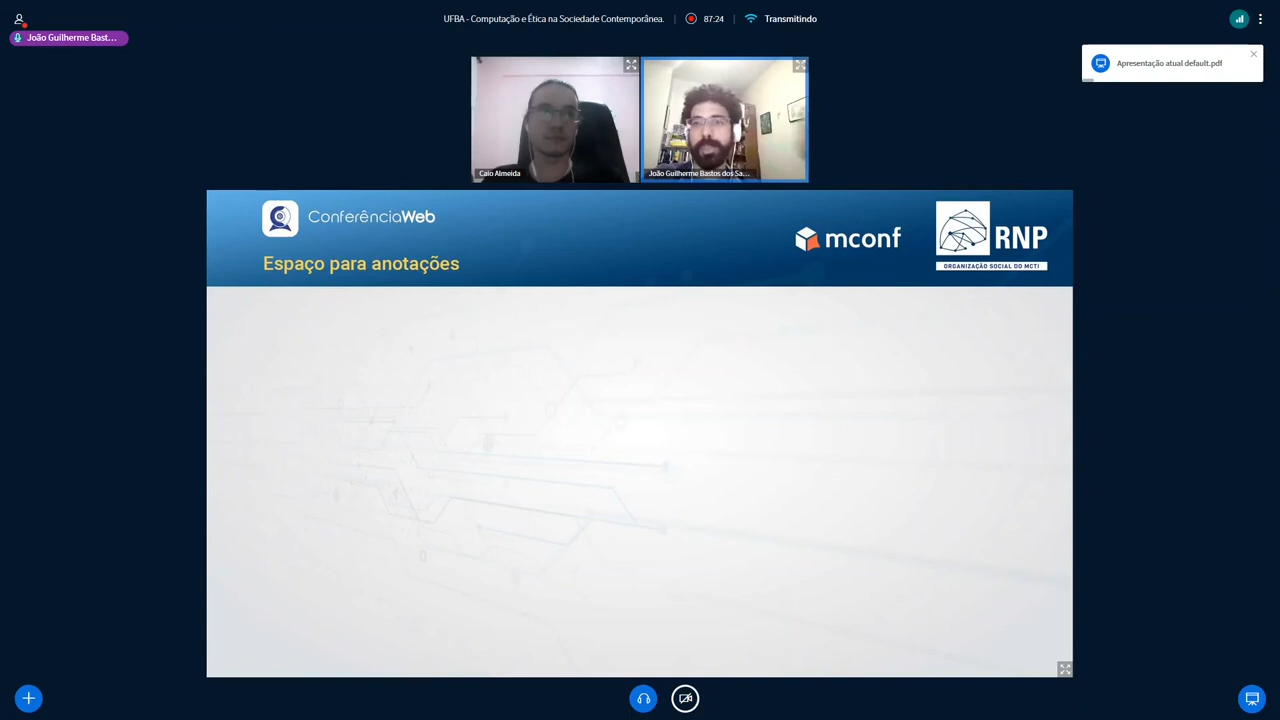 UFBA - Computação e Ética na Sociedade Contemporânea.
87:24
Transmitindo
João Guilherme Bast...
Apresentação atual default.pdf
Caio Almeida
João Guilherme Bastos dos Sa...
ConferênciaWeb
mconf
RNP
ORGANIZAÇÃO SOCIAL DO MCTI
Espaço para anotações